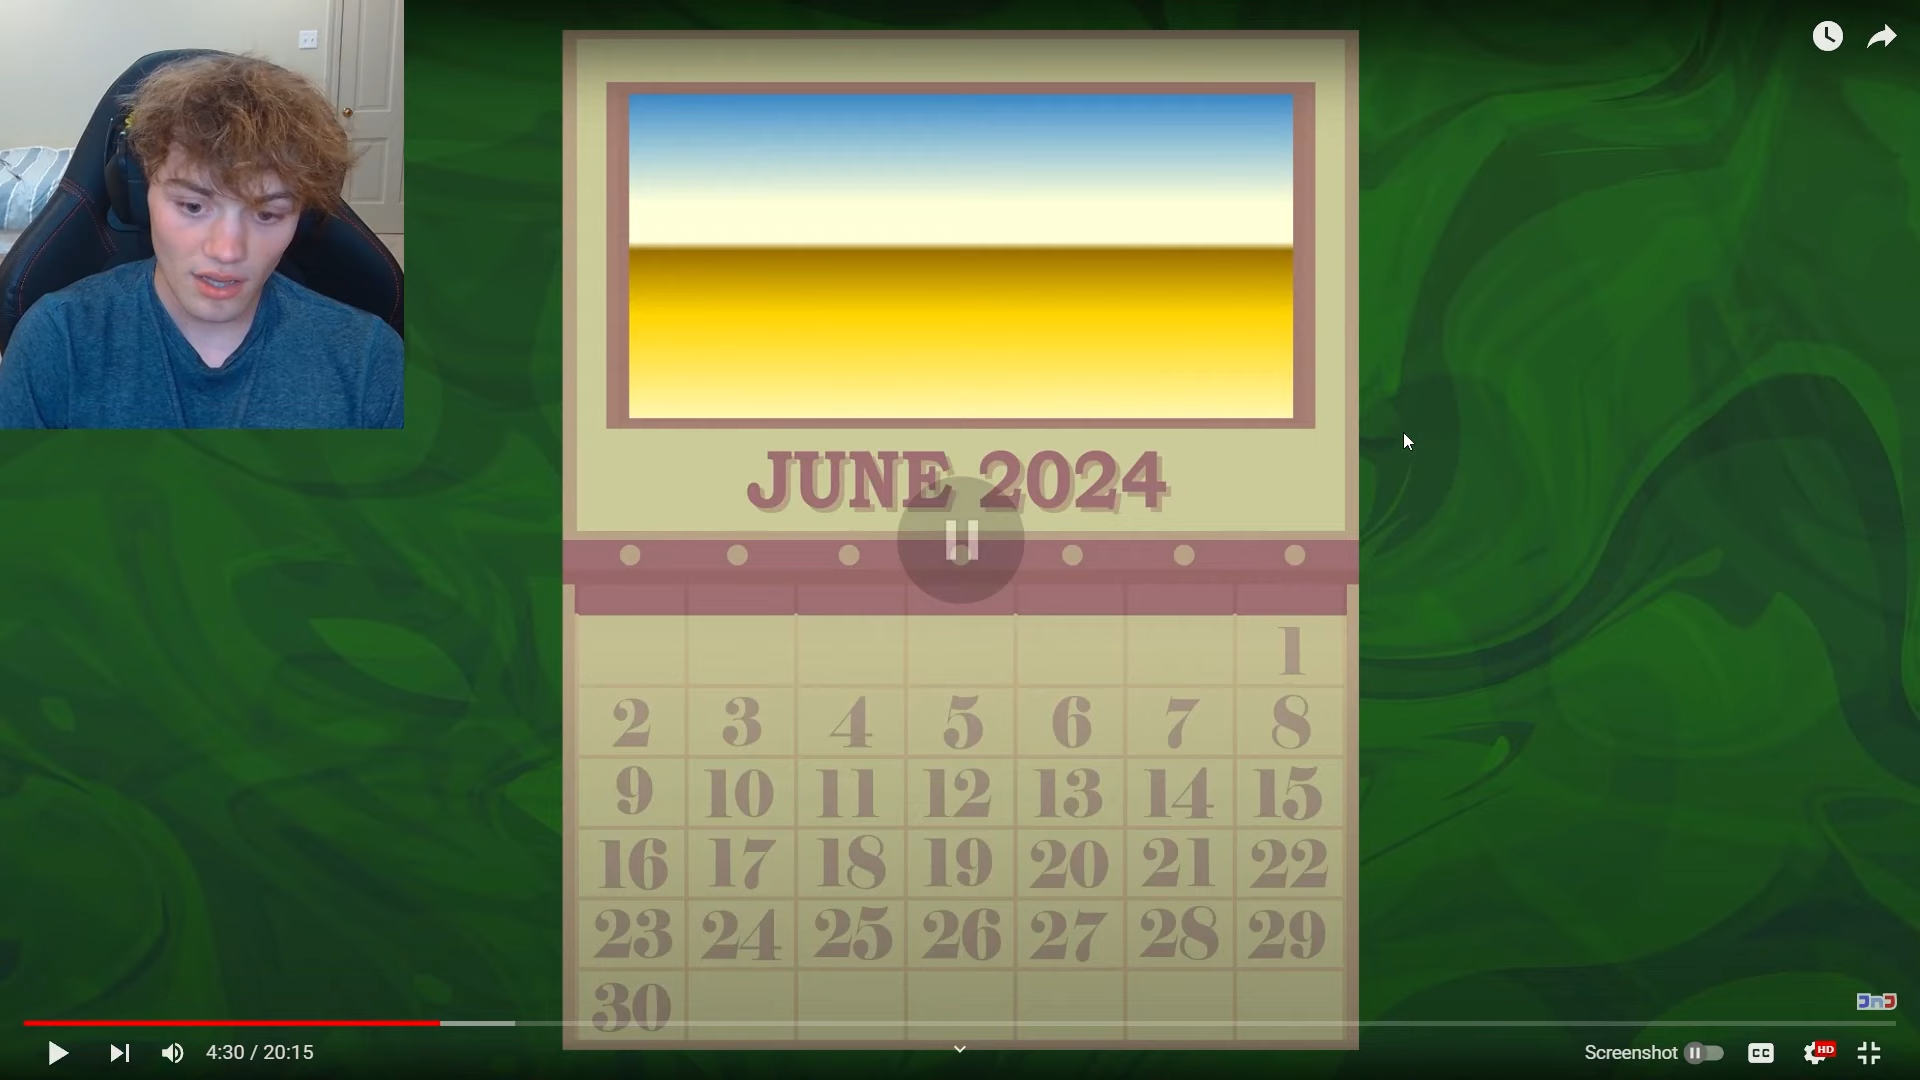 JUNE 2024
1
2 3 4 5 6 7 8
9 10 11 12 13 14 15
16 17 18 19 20 21 22
23 24 25 26 27 28 29
30
4:30 / 20:15
Screenshot
CC
HD